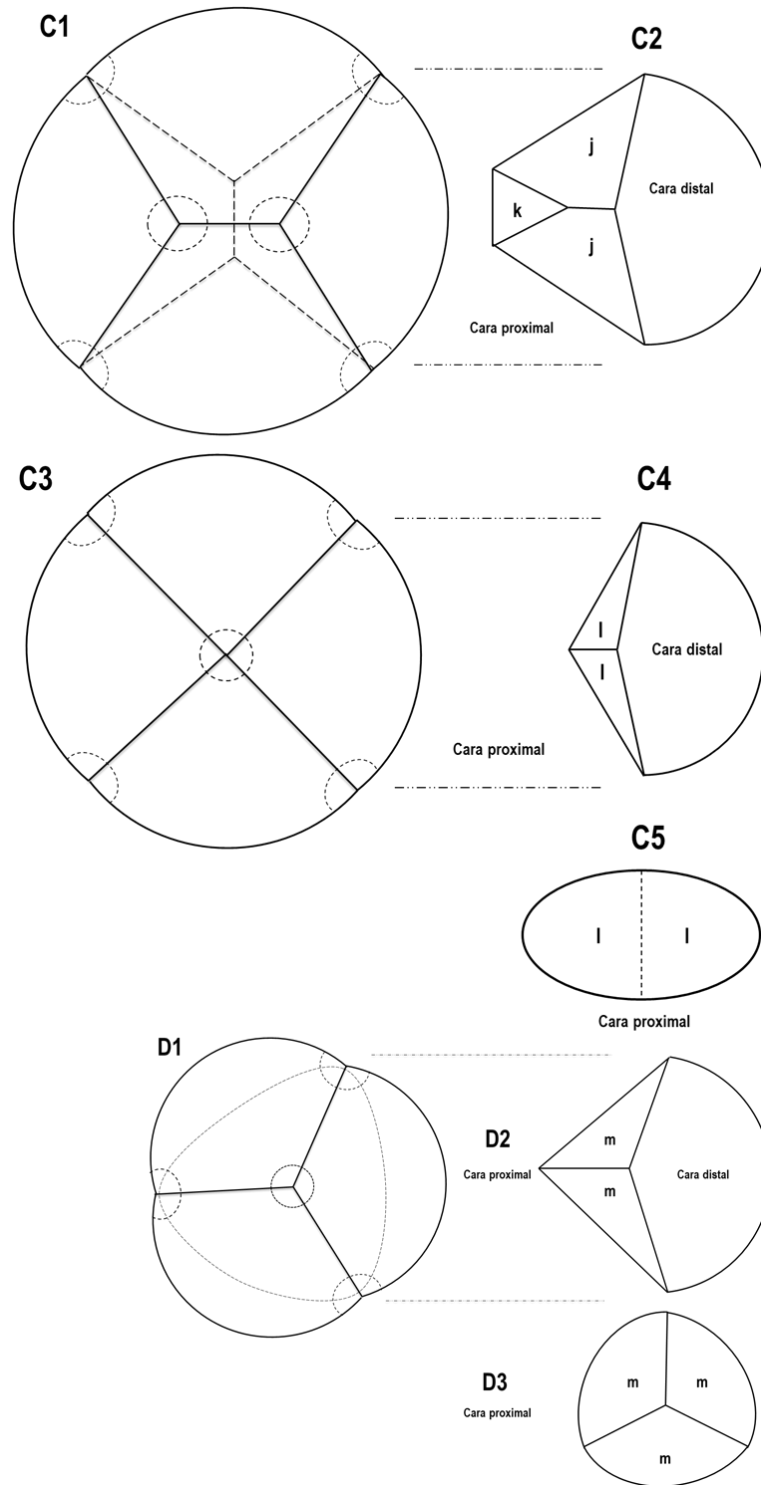 C1
C2
j
Cara distal
k
j
Cara proximal
C3
C4
l
Cara distal
l
Cara proximal
C5
l l
Cara proximal
D1
D2
m
Cara proximal
Cara distal
m
D3
m m
Cara proximal
m